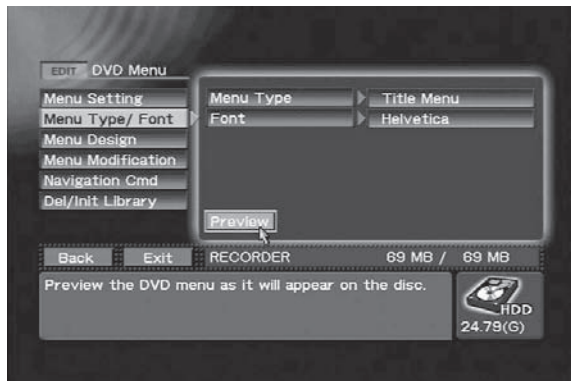 EDIT DVD Menu
Menu Setting
Menu Type/ Font
Menu Design
Menu Modification
Navigation Cmd
Del/Init Library
Menu Type Title Menu
Font Helvetica
Preview
Back Exit RECORDER 69 MB / 69 MB
Preview the DVD menu as it will appear on the disc.
HDD
24.79(G)